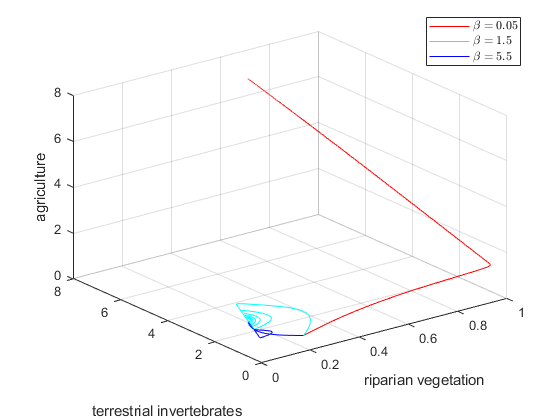 β = 0.05
β = 1.5
β = 5.5
8
6
4
2
0
agriculture
8
6
4
2
0
terrestrial invertebrates
0
0.2
0.4
0.6
0.8
1
riparian vegetation